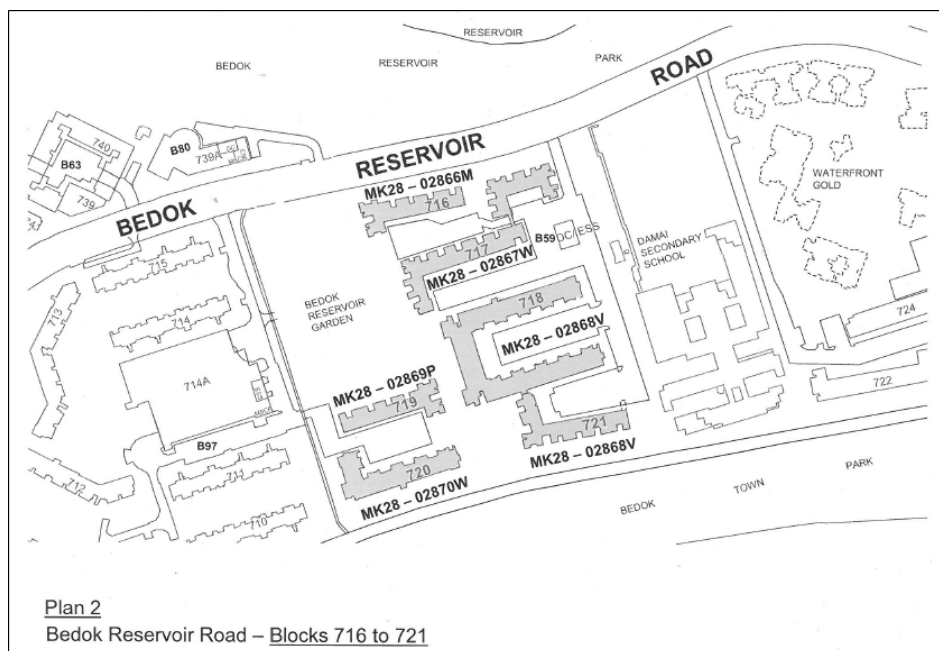 RESERVOIR
BEDOK RESERVOIR PARK
ROAD
RESERVOIR
BEDOK
740
B63
739
B80
739A
MK28 – 02866M
716
WATERFRONT
GOLD
B59
717
MK28 – 02867W
DAMAI
SECONDARY
SCHOOL
715
713
714
BEDOK
RESERVOIR
GARDEN
718
MK28 – 02868V
724
722
714A
MK28 – 02869P
719
721
MK28 – 02868V
B97
720
MK28 – 02870W
712
711
710
BEDOK TOWN PARK
Plan 2
Bedok Reservoir Road – Blocks 716 to 721